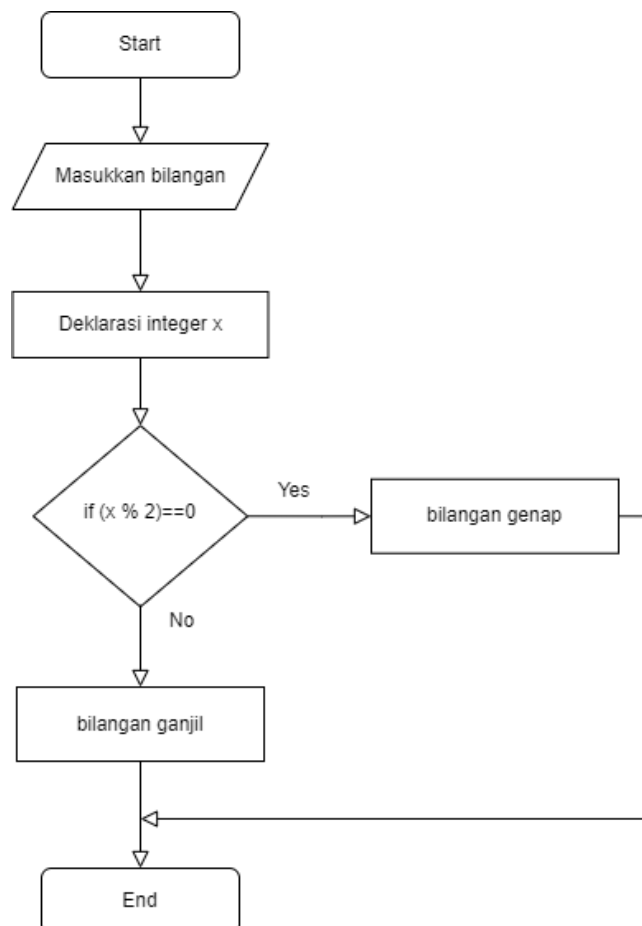 Start
Masukkan bilangan
Deklarasi integer x
if (x % 2)==0
Yes
bilangan genap
No
bilangan ganjil
End